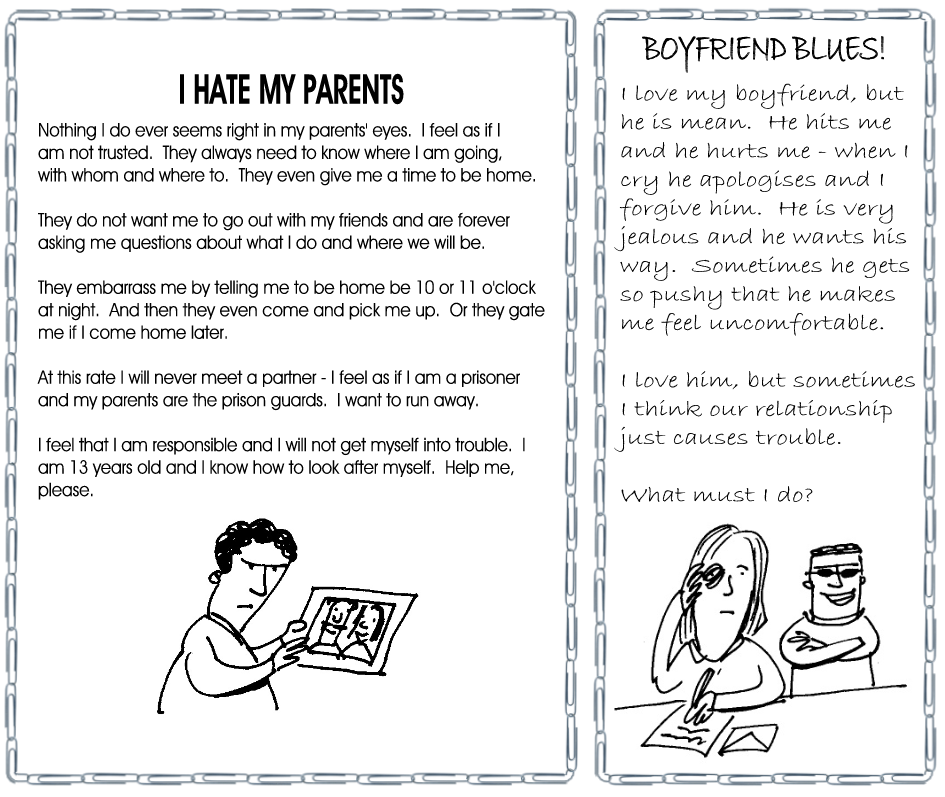 I HATE MY PARENTS
Nothing I do ever seems right in my parents' eyes. I feel as if I
am not trusted. They always need to know where I am going,
with whom and where to. They even give me a time to be home.
They do not want me to go out with my friends and are forever
asking me questions about what I do and where we will be.
They embarrass me by telling me to be home be 10 or 11 o'clock
at night. And then they even come and pick me up. Or they gate
me if I come home later.
At this rate I will never meet a partner - I feel as if I am a prisoner
and my parents are the prison guards. I want to run away.
I feel that I am responsible and I will not get myself into trouble. I
am 13 years old and I know how to look after myself. Help me,
please.
BOYFRIEND BLUES!
I love my boyfriend, but
he is mean. He hits me
and he hurts me - when I
cry he apologises and I
forgive him. He is very
jealous and he wants his
way. Sometimes he gets
so pushy that he makes
me feel uncomfortable.
I love him, but sometimes
I think our relationship
just causes trouble.
What must I do?